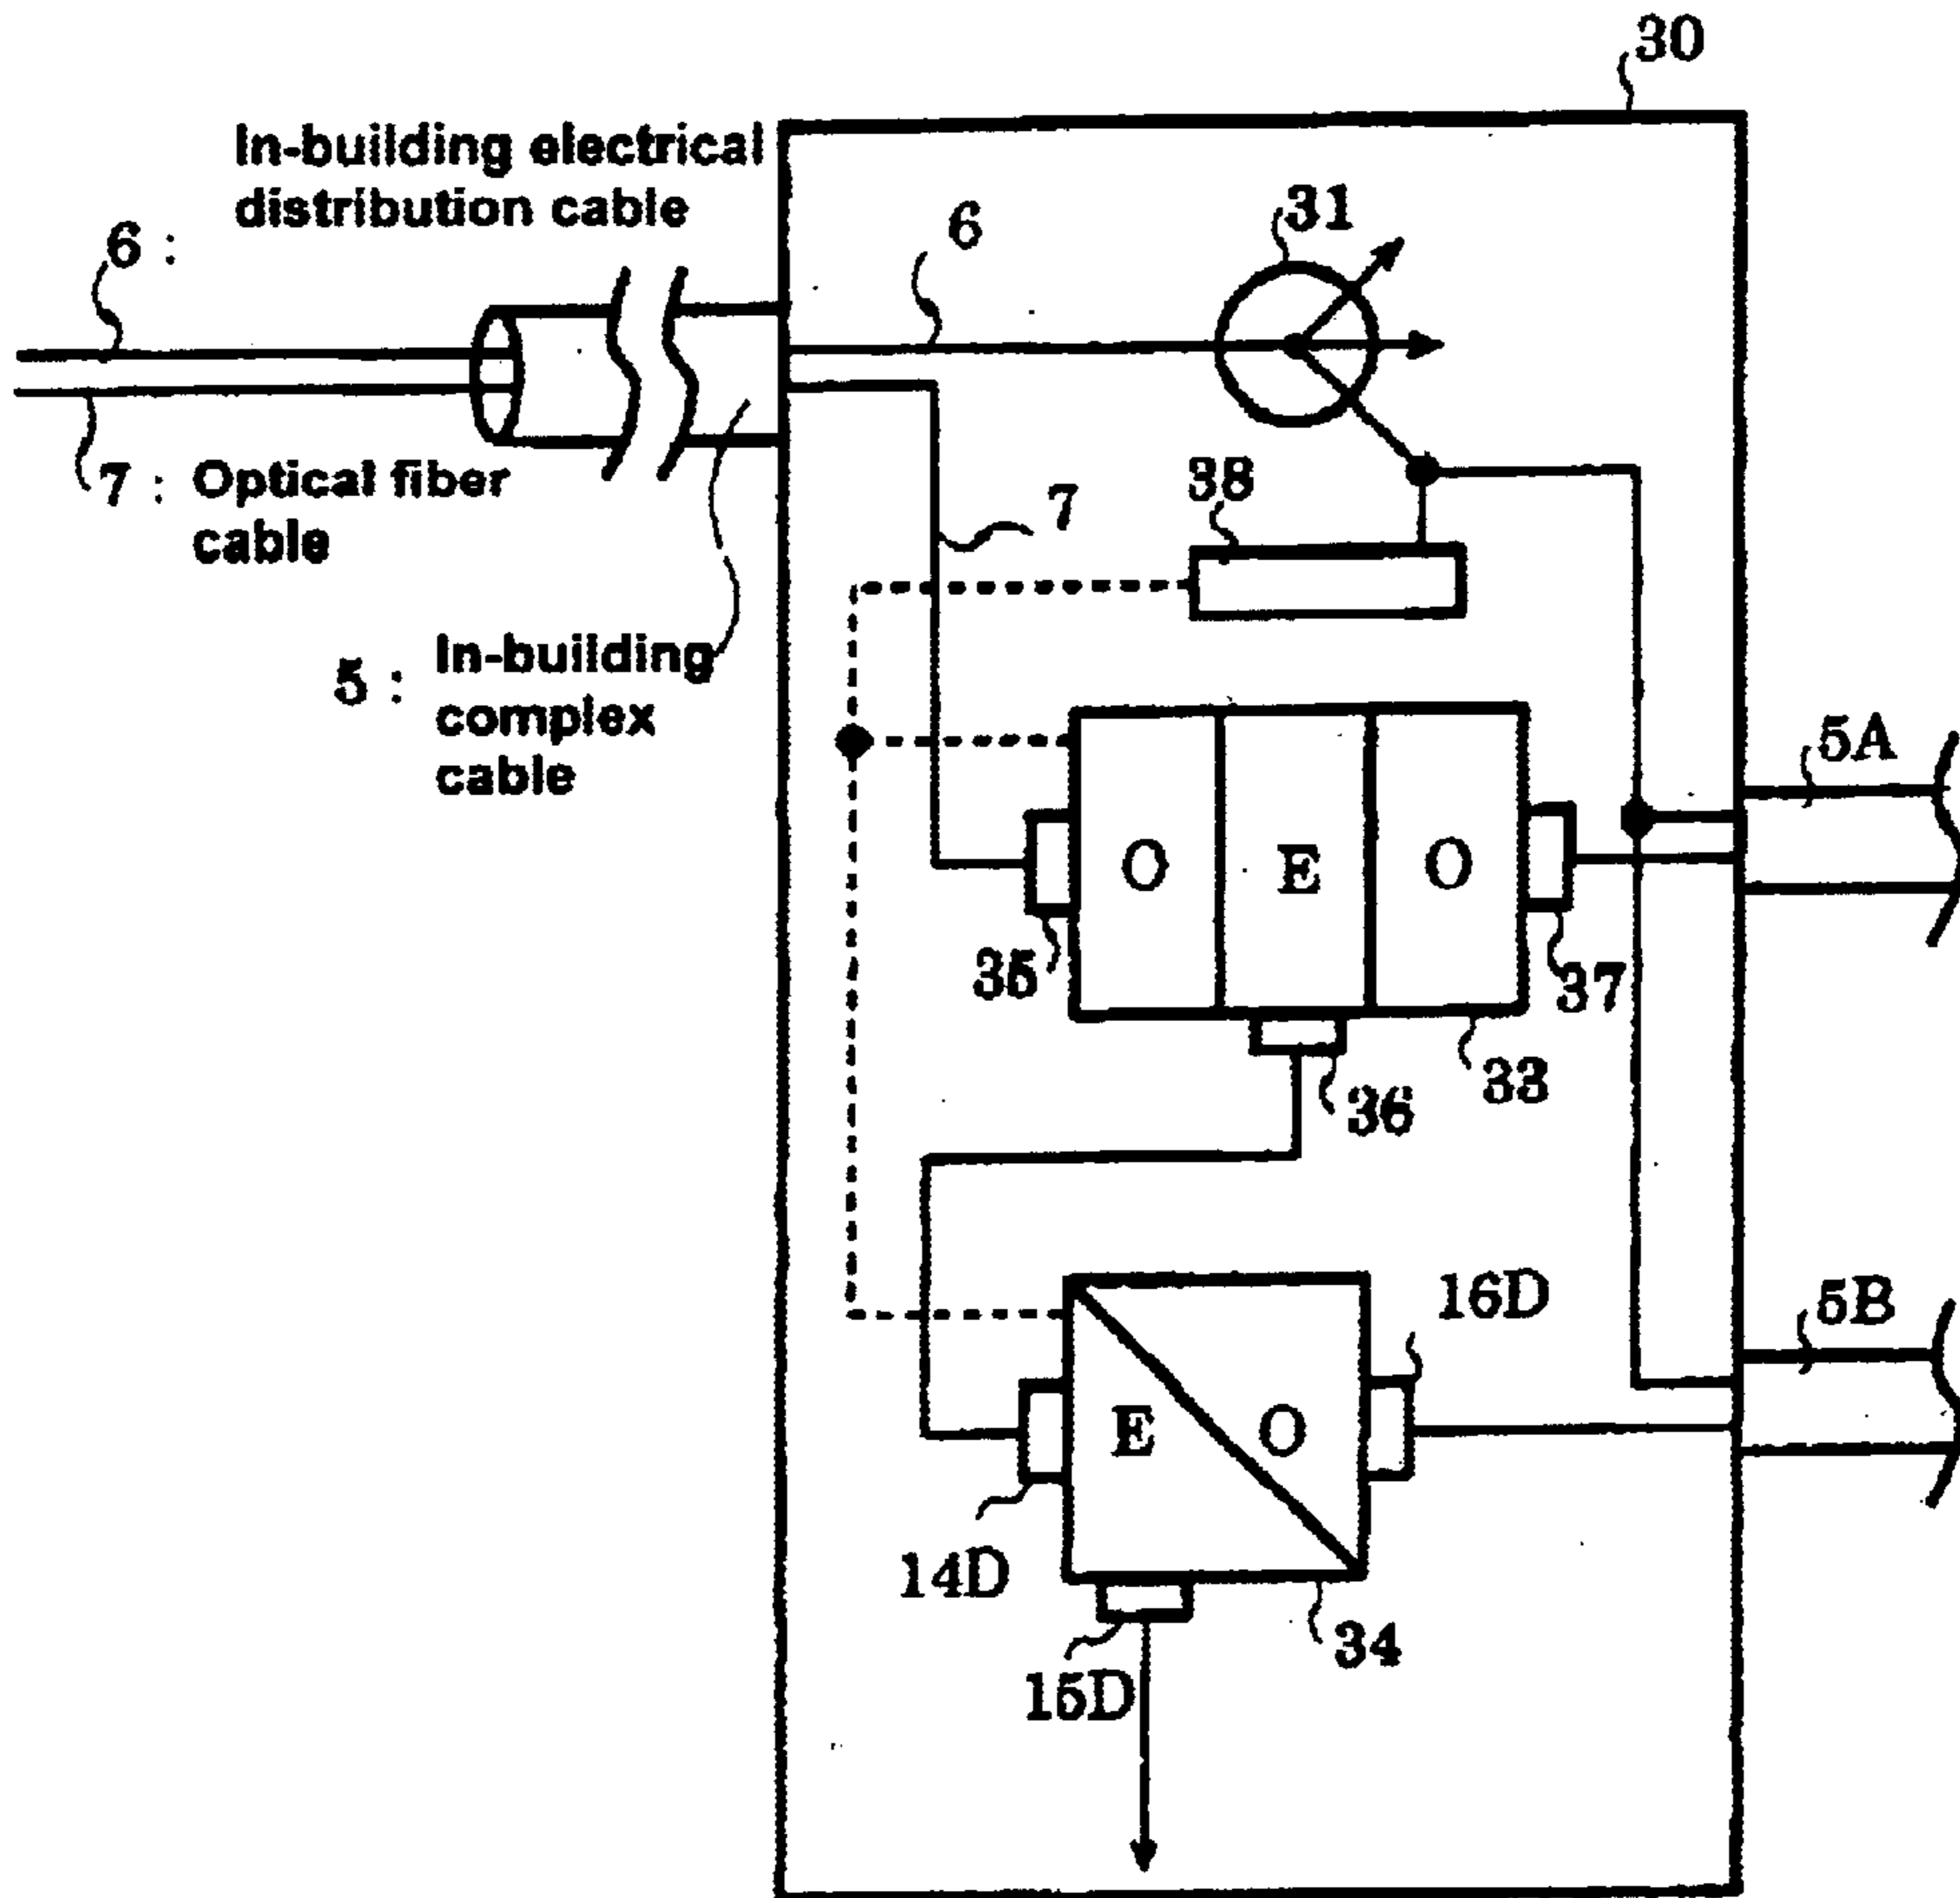 30
In-building electrical
distribution cable
6 :
6
31
7 : Optical fiber
cable
38
7
5 : In-building
complex
cable
5A
O E O
35
37
36
33
16D
5B
E O
14D
34
15D